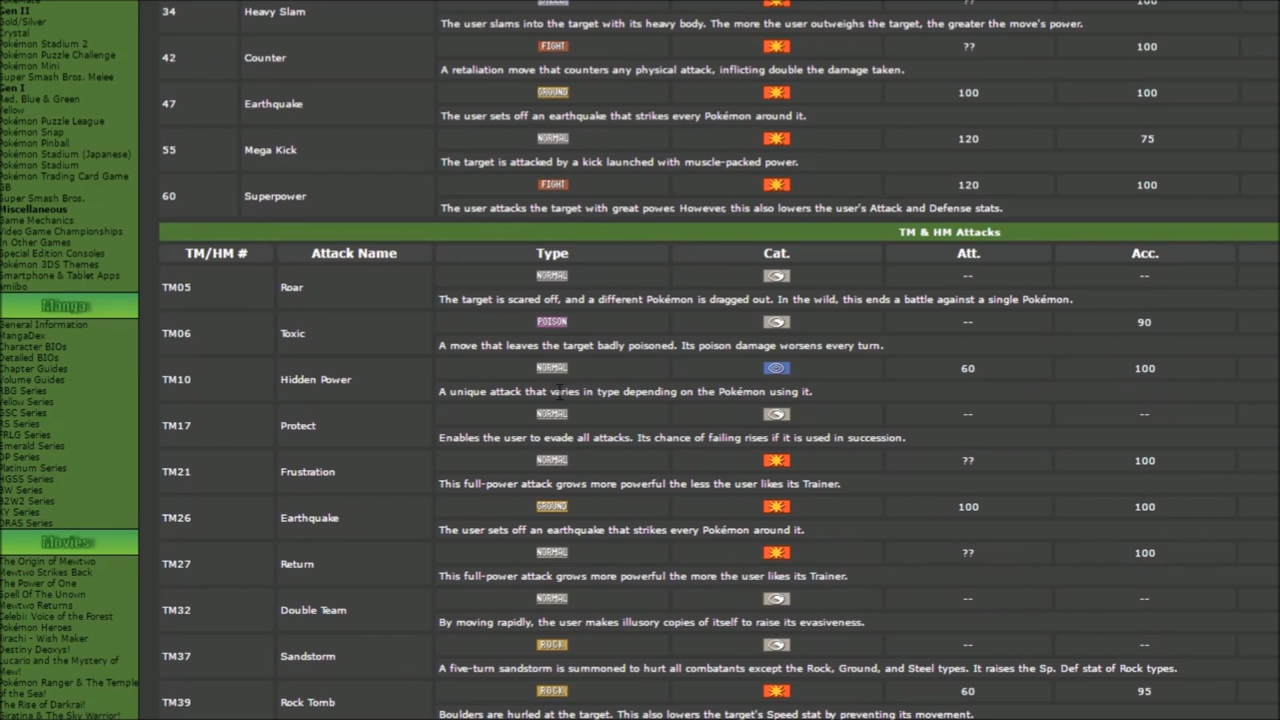 Gen II
Gold/Silver
Crystal
Pokémon Stadium 2
Pokémon Puzzle Challenge
Pokémon Mini
Super Smash Bros. Melee
Gen I
Red, Blue & Green
Yellow
Pokémon Puzzle League
Pokémon Snap
Pokémon Pinball
Pokémon Stadium (Japanese)
Pokémon Stadium
Pokémon Trading Card Game
GB
Super Smash Bros.
Miscellaneous
Game Mechanics
Video Game Championships
In Other Games
Special Edition Consoles
Pokémon 3DS Themes
Smartphone & Tablet Apps
amiibo
Manga:
General Information
MangaDex
Character BIOs
Detailed BIOs
Chapter Guides
Volume Guides
RBG Series
Yellow Series
GSC Series
RS Series
FRLG Series
Emerald Series
DP Series
Platinum Series
HGSS Series
BW Series
B2W2 Series
XY Series
ORAS Series
Movies:
The Origin of Mewtwo
Mewtwo Strikes Back
The Power of One
Spell Of The Unown
Mewtwo Returns
Celebi: Voice of the Forest
Pokémon Heroes
Jirachi - Wish Maker
Destiny Deoxys!
Lucario and the Mystery of
Mew!
Pokémon Ranger & The Temple
of the Sea!
The Rise of Darkrai!
Giratina & The Sky Warrior!
34 Heavy Slam ?? 100
The user slams into the target with its heavy body. The more the user outweighs the target, the greater the move's power.
42 Counter FIGHT ?? 100
A retaliation move that counters any physical attack, inflicting double the damage taken.
47 Earthquake GROUND 100 100
The user sets off an earthquake that strikes every Pokémon around it.
55 Mega Kick NORMAL 120 75
The target is attacked by a kick launched with muscle-packed power.
60 Superpower FIGHT 120 100
The user attacks the target with great power. However, this also lowers the user's Attack and Defense stats.
TM & HM Attacks
TM/HM # Attack Name Type Cat. Att. Acc.
TM05 Roar NORMAL -- --
The target is scared off, and a different Pokémon is dragged out. In the wild, this ends a battle against a single Pokémon.
TM06 Toxic POISON -- 90
A move that leaves the target badly poisoned. Its poison damage worsens every turn.
TM10 Hidden Power NORMAL 60 100
A unique attack that varies in type depending on the Pokémon using it.
TM17 Protect NORMAL -- --
Enables the user to evade all attacks. Its chance of failing rises if it is used in succession.
TM21 Frustration NORMAL ?? 100
This full-power attack grows more powerful the less the user likes its Trainer.
TM26 Earthquake GROUND 100 100
The user sets off an earthquake that strikes every Pokémon around it.
TM27 Return NORMAL ?? 100
This full-power attack grows more powerful the more the user likes its Trainer.
TM32 Double Team NORMAL -- --
By moving rapidly, the user makes illusory copies of itself to raise its evasiveness.
TM37 Sandstorm ROCK -- --
A five-turn sandstorm is summoned to hurt all combatants except the Rock, Ground, and Steel types. It raises the Sp. Def stat of Rock types.
TM39 Rock Tomb ROCK 60 95
Boulders are hurled at the target. This also lowers the target's Speed stat by preventing its movement.